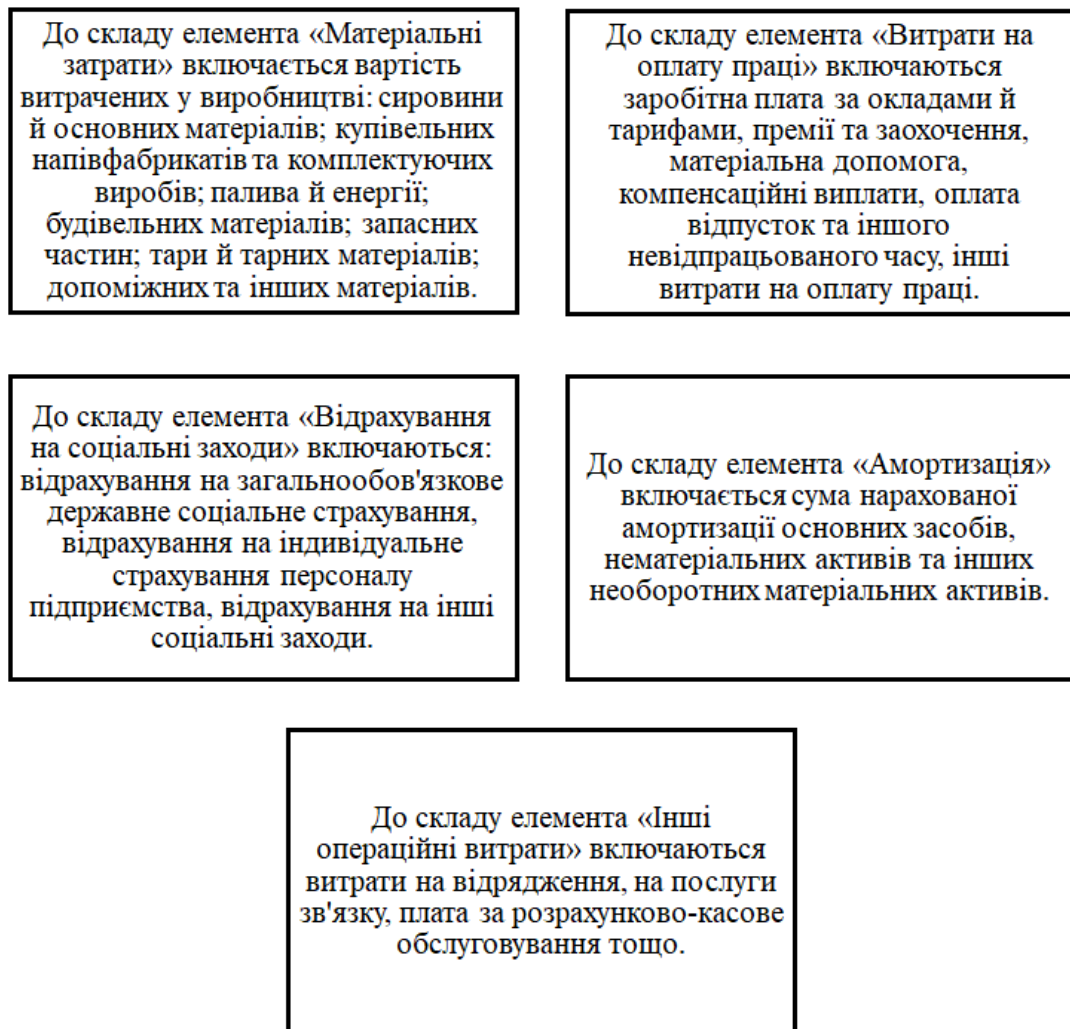 До складу елемента «Матеріальні
затрати» включається вартість
витрачених у виробництві: сировини
й основних матеріалів; купівельних
напівфабрикатів та комплектуючих
виробів; палива й енергії;
будівельних матеріалів; запасних
частин; тари й тарних матеріалів;
допоміжних та інших матеріалів.
До складу елемента «Витрати на
оплату праці» включаються
заробітна плата за окладами й
тарифами, премії та заохочення,
матеріальна допомога,
компенсаційні виплати, оплата
відпусток та іншого
невідпрацьованого часу, інші
витрати на оплату праці.
До складу елемента «Відрахування
на соціальні заходи» включаються:
відрахування на загальнообов'язкове
державне соціальне страхування,
відрахування на індивідуальне
страхування персоналу
підприємства, відрахування на інші
соціальні заходи.
До складу елемента «Амортизація»
включається сума нарахованої
амортизації основних засобів,
нематеріальних активів та інших
необоротних матеріальних активів.
До складу елемента «Інші
операційні витрати» включаються
витрати на відрядження, на послуги
зв'язку, плата за розрахунково-касове
обслуговування тощо.